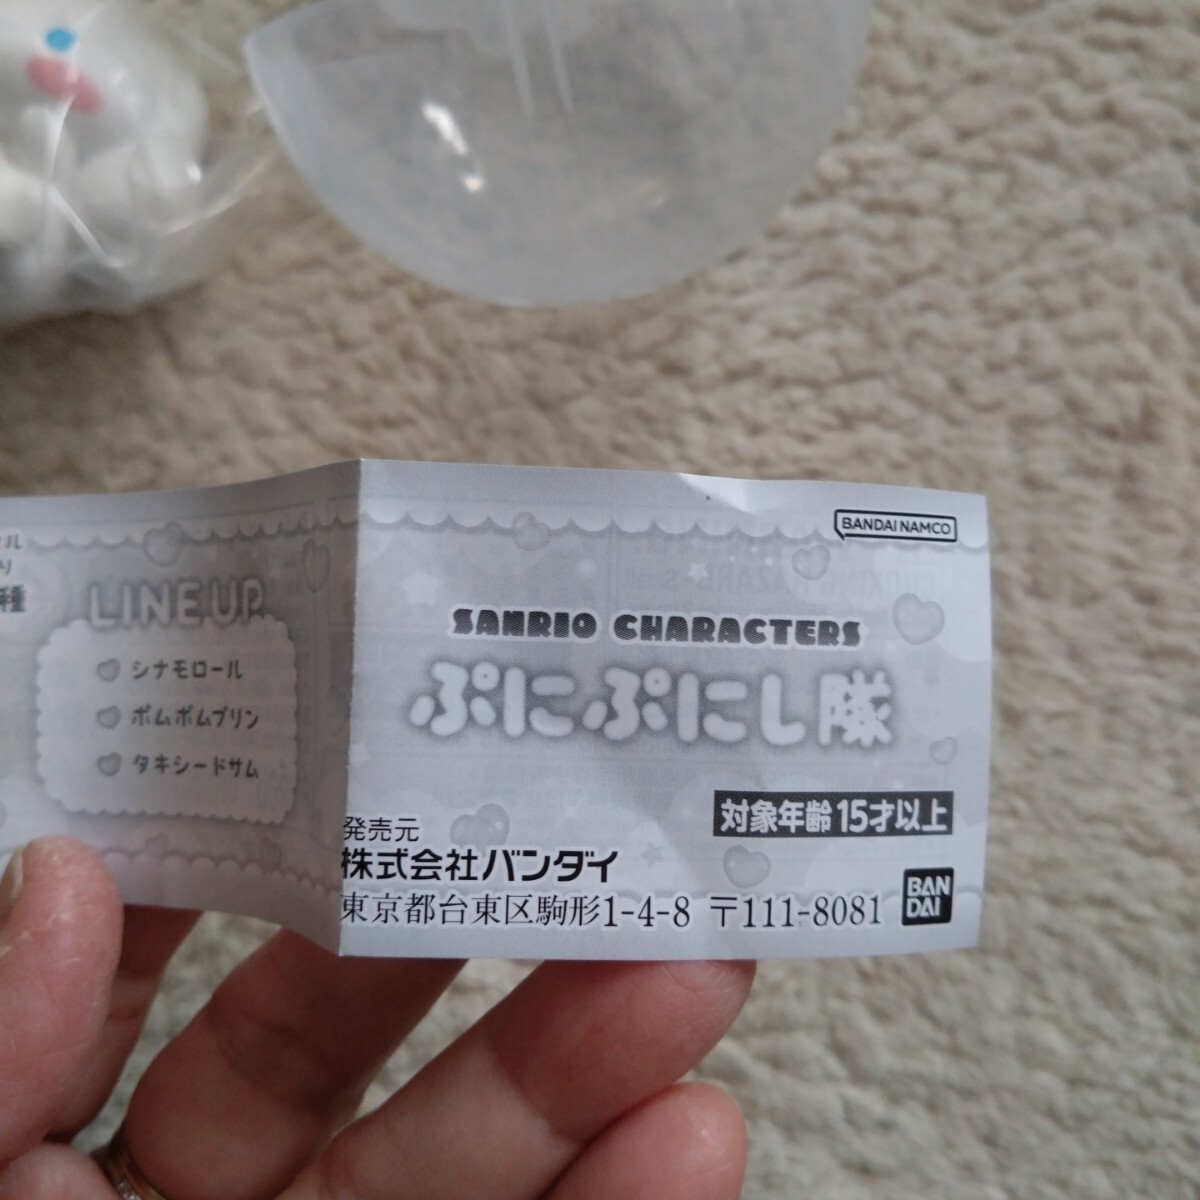 種
LINE UP
シナモロール
ポムポムプリン
タキシードサム
BANDAI NAMCO
SANRIO CHARACTERS
ぷにぷにし隊
対象年齢 15才以上
発売元
株式会社バンダイ
東京都台東区駒形1-4-8 〒111-8081
BAN
DAI